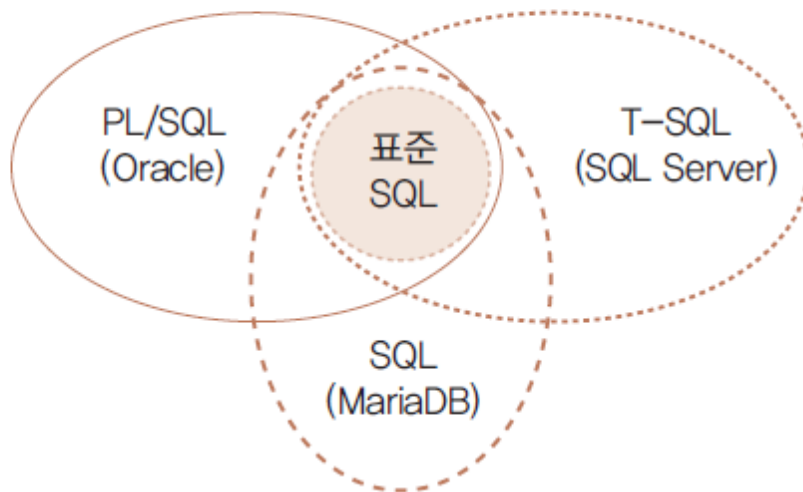 PL/SQL
(Oracle)
표준
SQL
T-SQL
(SQL Server)
SQL
(MariaDB)